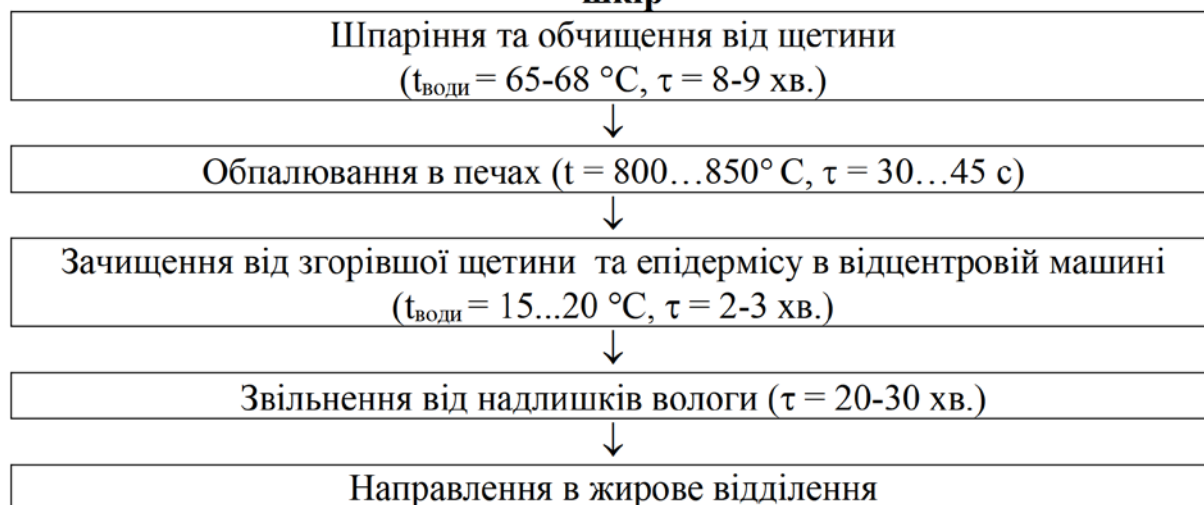 шкір
Шпаріння та обчищення від щетини
(tводи = 65-68 °C, τ = 8-9 хв.)
↓
Обпалювання в печах (t = 800…850° C, τ = 30…45 с)
↓
Зачищення від згорівшої щетини та епідермісу в відцентровій машині
(tводи = 15...20 °C, τ = 2-3 хв.)
↓
Звільнення від надлишків вологи (τ = 20-30 хв.)
↓
Направлення в жирове відділення